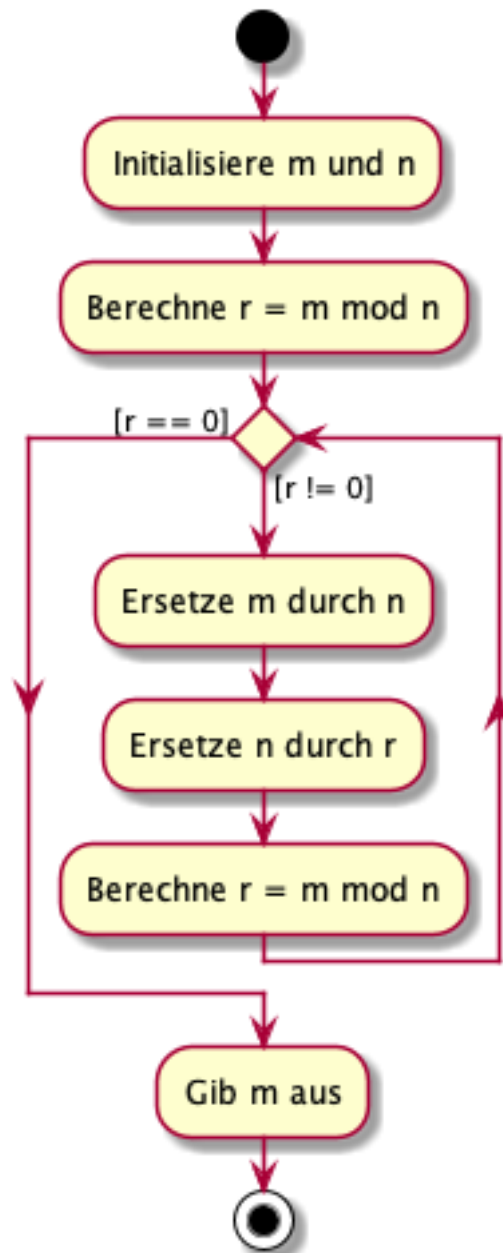 Initialisiere m und n
Berechne r = m mod n
[r == 0]
[r != 0]
Ersetze m durch n
Ersetze n durch r
Berechne r = m mod n
Gib m aus